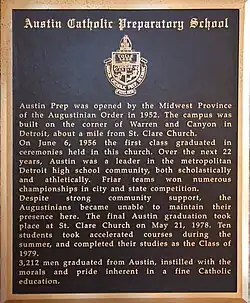 Austin Catholic Preparatory School
Austin Prep was opened by the Midwest Province
of the Augustinian Order in 1952. The campus was
built on the corner of Warren and Canyon in
Detroit, about a mile from St. Clare Church.
On June 6, 1956 the first class graduated in
ceremonies held in this church. Over the next 22
years, Austin was a leader in the metropolitan
Detroit high school community, both scholastically
and athletically. Friar teams won numerous
championships in city and state competition.
Despite strong community support, the
Augustinians became unable to maintain their
presence here. The final Austin graduation took
place at St. Clare Church on May 21, 1978. Ten
students took accelerated courses during the
summer, and completed their studies as the Class of
1979.
3,212 men graduated from Austin, instilled with the
morals and pride inherent in a fine Catholic
education.